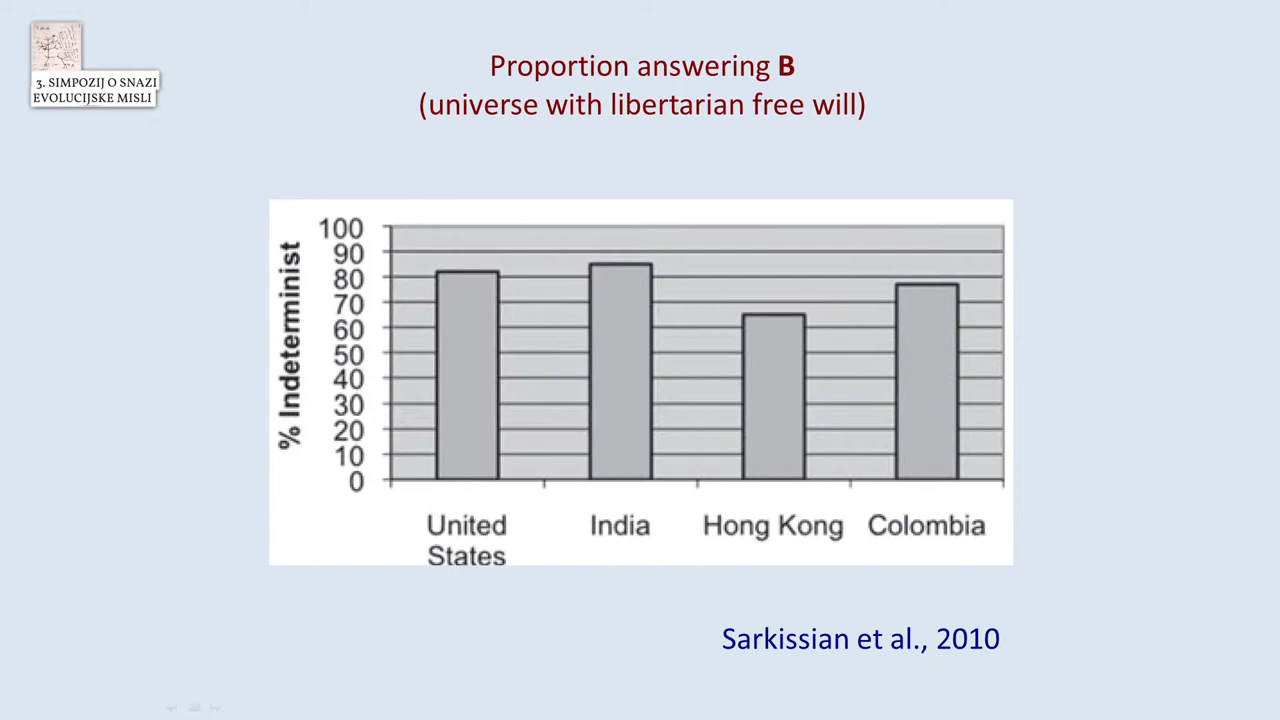 3. SIMPOZIJ O SNAZI
EVOLUCIJSKE MISLI
Proportion answering B
(universe with libertarian free will)
% Indeterminist
100
90
80
70
60
50
40
30
20
10
0
United
States
India
Hong Kong
Colombia
Sarkissian et al., 2010